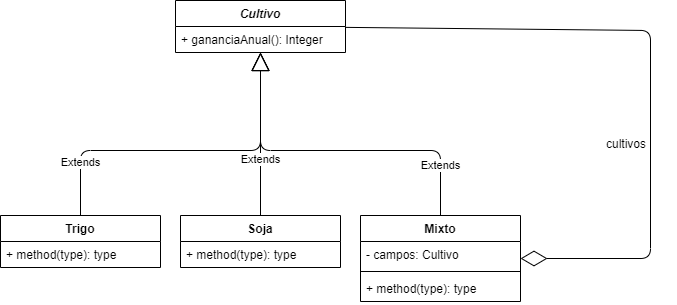 Cultivo
+ gananciaAnual(): Integer
cultivos
Extends
Extends
Extends
Trigo
+ method(type): type
Soja
+ method(type): type
Mixto
- campos: Cultivo
+ method(type): type